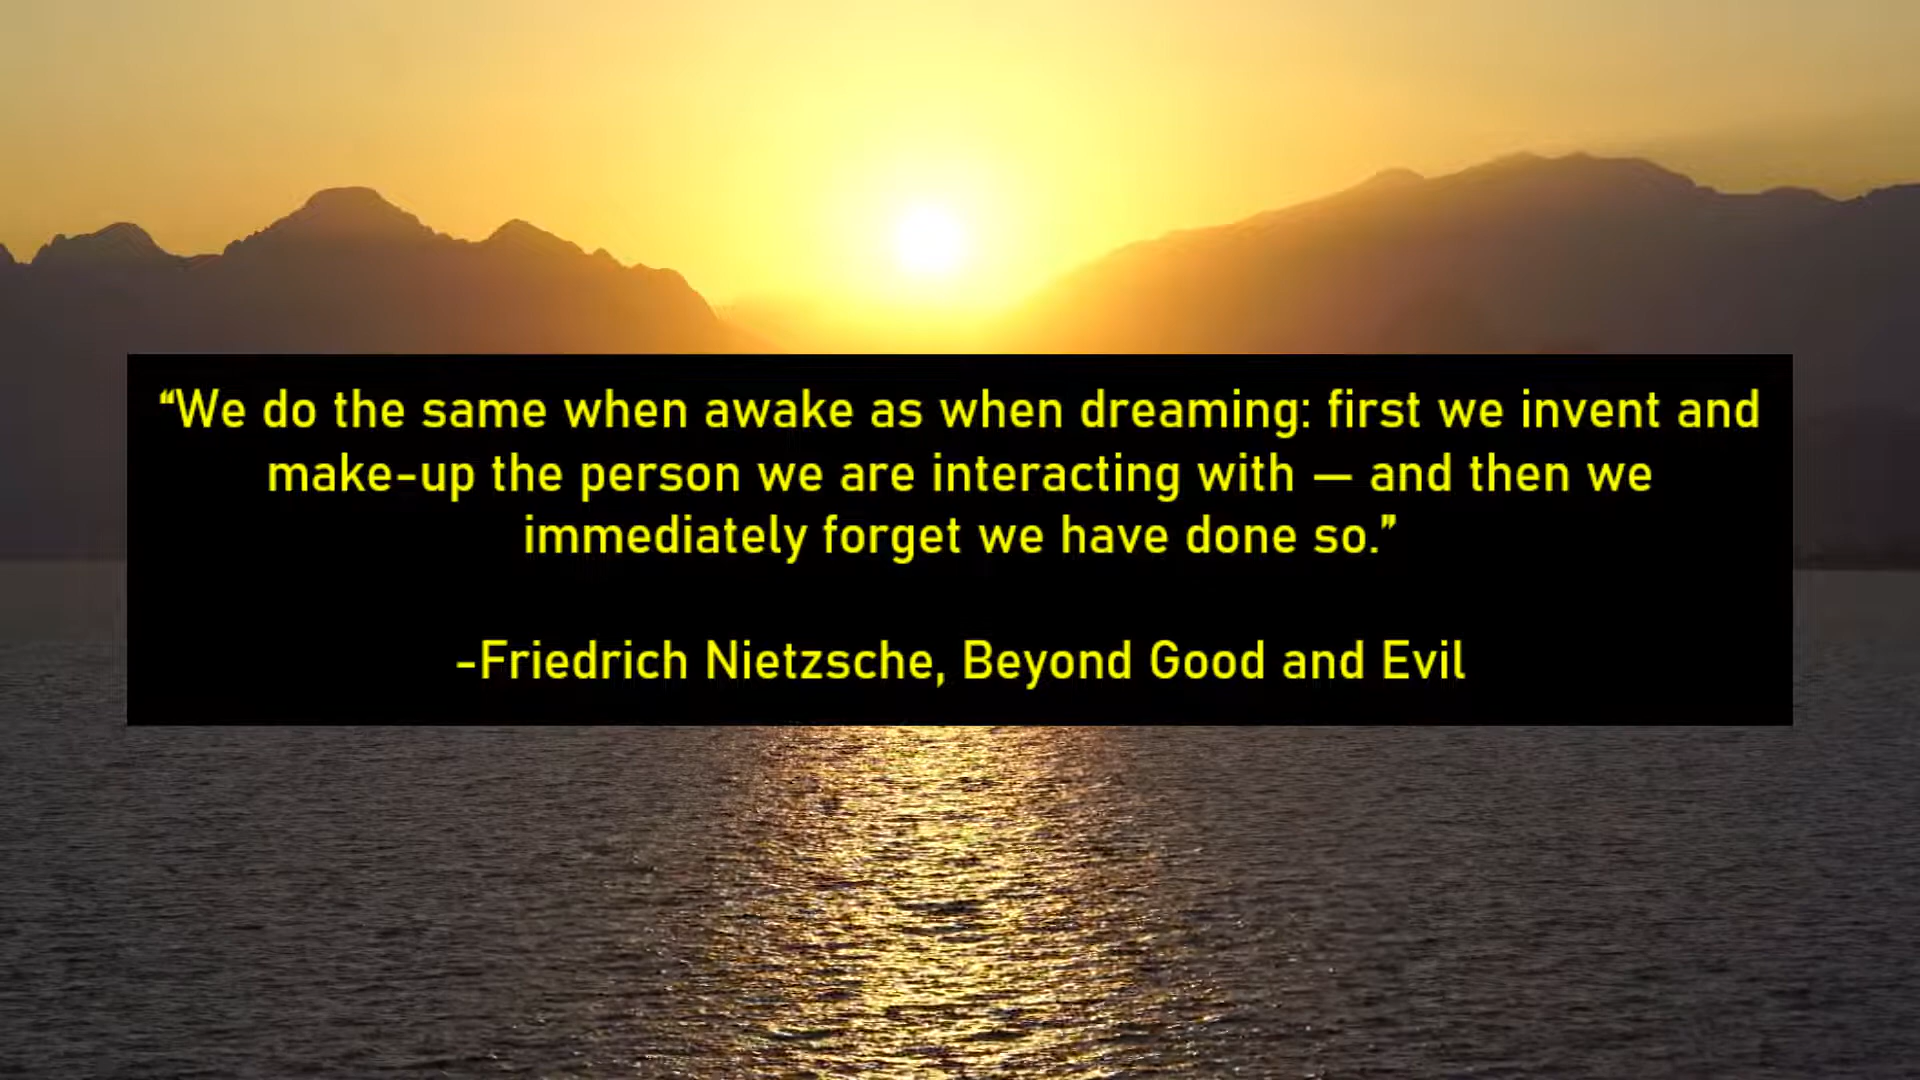 “We do the same when awake as when dreaming: first we invent and
make-up the person we are interacting with — and then we
immediately forget we have done so.”
-Friedrich Nietzsche, Beyond Good and Evil